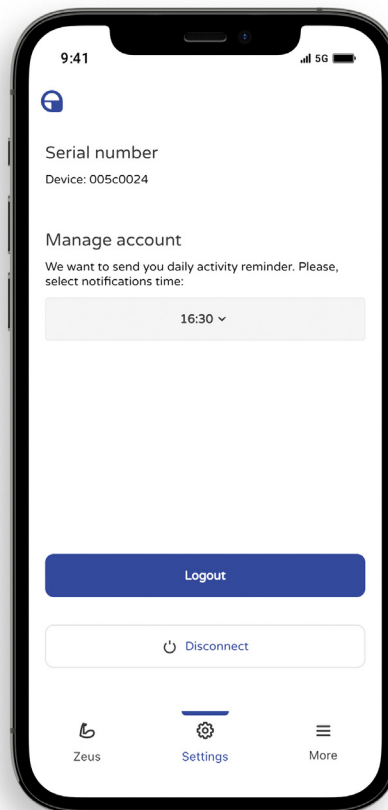 9:41
5G
Serial number
Device: 005c0024
Manage account
We want to send you daily activity reminder. Please,
select notifications time:
16:30
Logout
Disconnect
Zeus
Settings
More